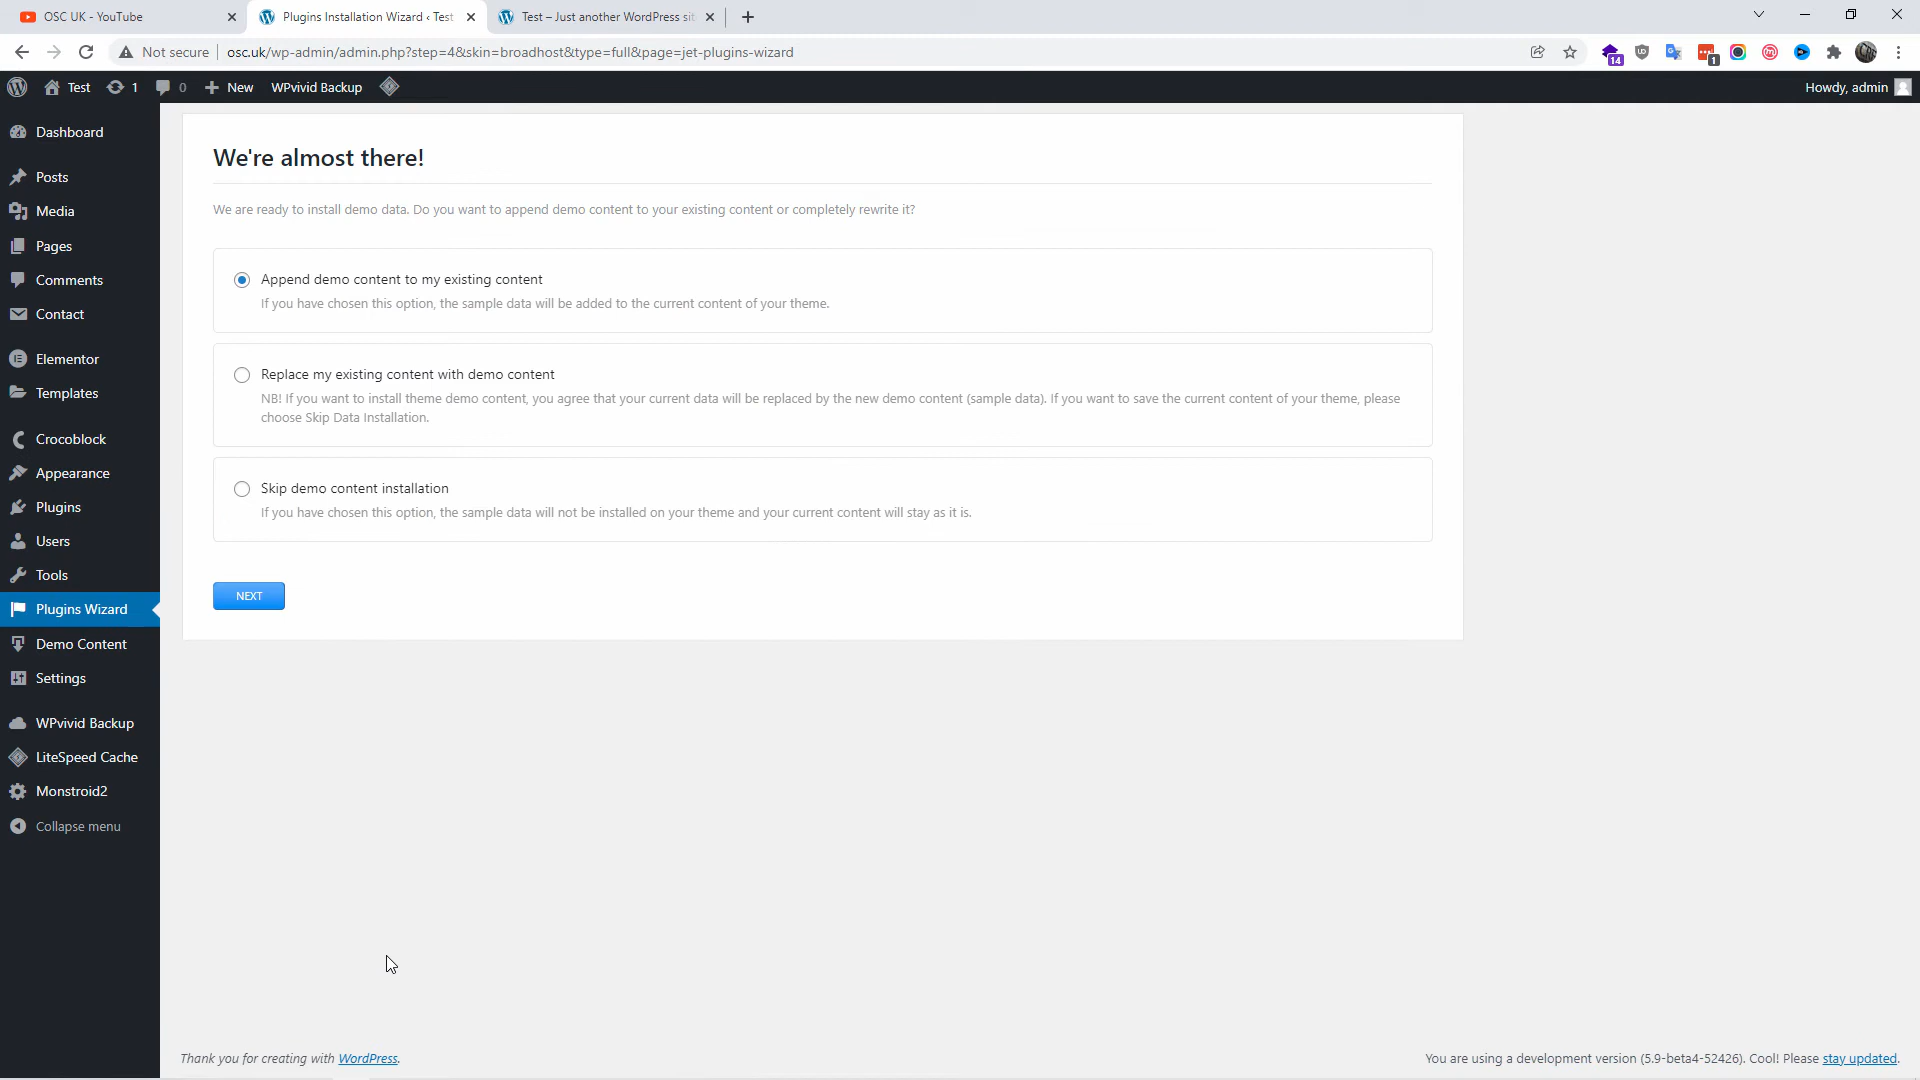 OSC UK - YouTube
Plugins Installation Wizard ‹ Test
Test – Just another WordPress sit
Not secure
osc.uk/wp-admin/admin.php?step=4&skin=broadhost&type=full&page=jet-plugins-wizard
14
1
Test
1
0
New
WPvivid Backup
Howdy, admin
Dashboard
Posts
Media
Pages
Comments
Contact
Elementor
Templates
Crocoblock
Appearance
Plugins
Users
Tools
Plugins Wizard
Demo Content
Settings
WPvivid Backup
LiteSpeed Cache
Monstroid2
Collapse menu
We're almost there!
We are ready to install demo data. Do you want to append demo content to your existing content or completely rewrite it?
Append demo content to my existing content
If you have chosen this option, the sample data will be added to the current content of your theme.
Replace my existing content with demo content
NB! If you want to install theme demo content, you agree that your current data will be replaced by the new demo content (sample data). If you want to save the current content of your theme, please
choose Skip Data Installation.
Skip demo content installation
If you have chosen this option, the sample data will not be installed on your theme and your current content will stay as it is.
NEXT
Thank you for creating with WordPress.
You are using a development version (5.9-beta4-52426). Cool! Please stay updated.